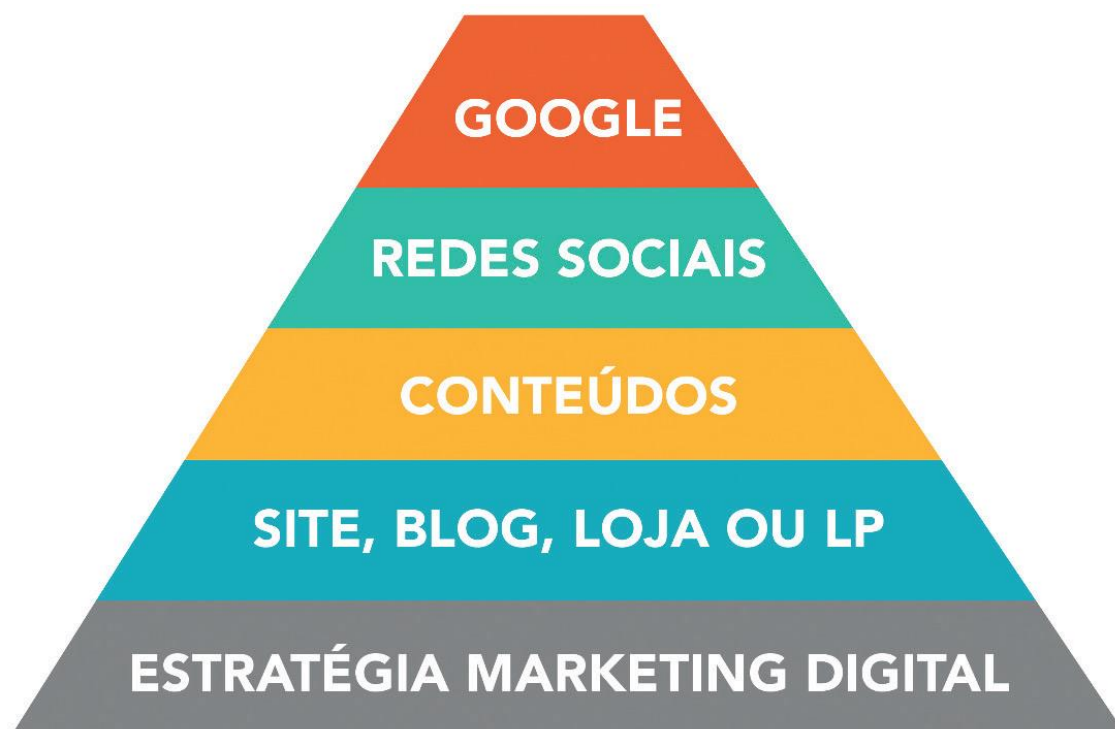 GOOGLE
REDES SOCIAIS
CONTEÚDOS
SITE, BLOG, LOJA OU LP
ESTRATÉGIA MARKETING DIGITAL